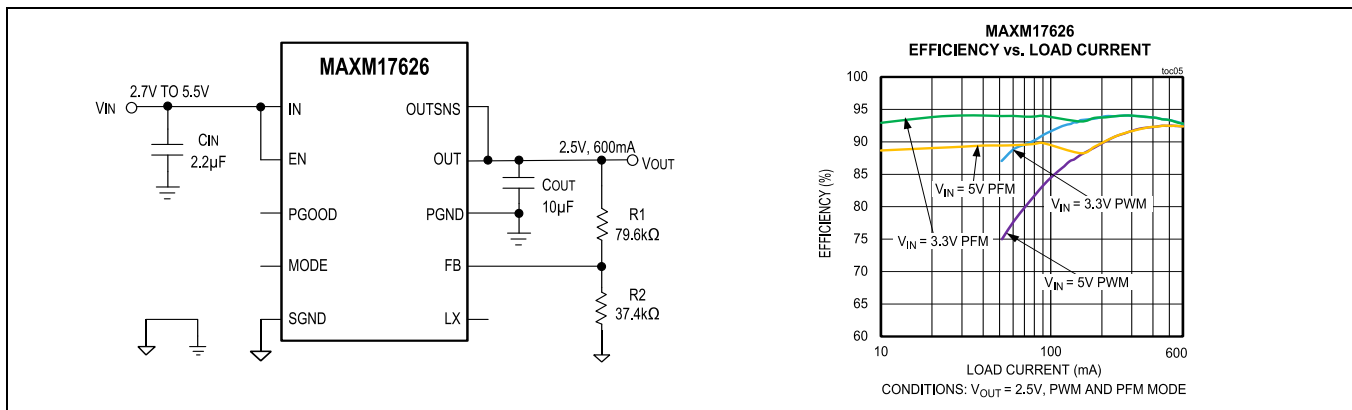 MAXM17626
VIN
2.7V TO 5.5V
CIN
2.2µF
IN
EN
PGOOD
MODE
SGND
OUTSNS
OUT
PGND
FB
LX
2.5V, 600mA
VOUT
COUT
10µF
R1
79.6kΩ
R2
37.4kΩ
MAXM17626
EFFICIENCY vs. LOAD CURRENT
toc05
100
95
90
85
80
75
70
65
60
EFFICIENCY (%)
VIN = 5V PFM
VIN = 3.3V PWM
VIN = 3.3V PFM
VIN = 5V PWM
10
100
600
LOAD CURRENT (mA)
CONDITIONS: VOUT = 2.5V, PWM AND PFM MODE